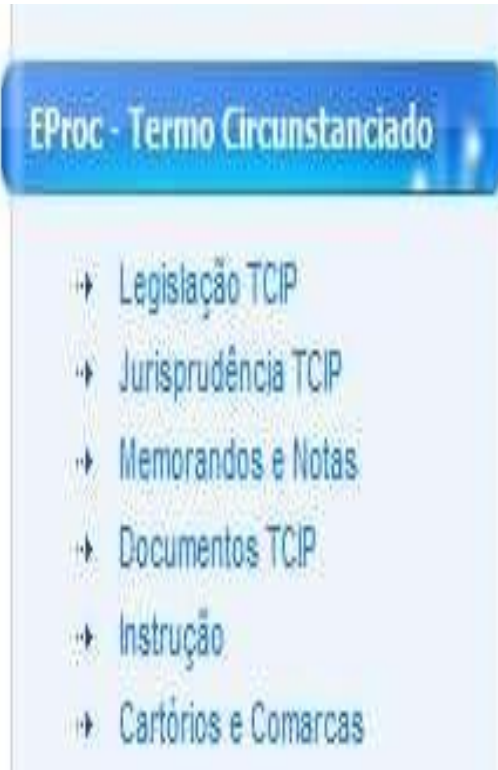 EProc - Termo Circunstanciado
Legislação TCIP
Jurisprudência TCIP
Memorandos e Notas
Documentos TCIP
Instrução
Cartórios e Comarcas